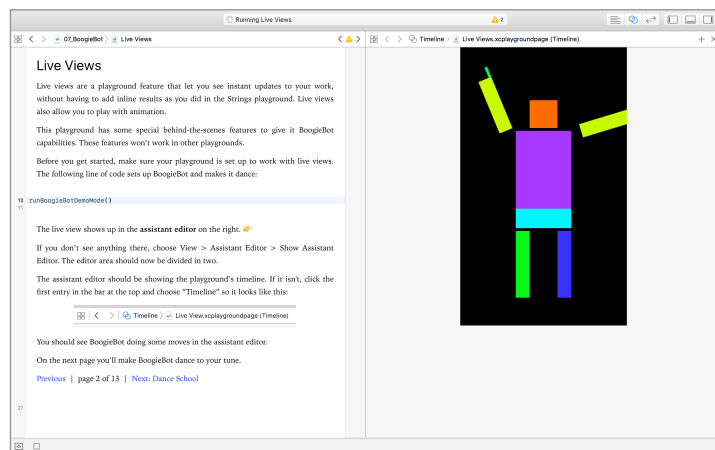 Running Live Views
2
07_BoogieBot
Live Views
Timeline
Live Views.xcplaygroundpage (Timeline)
Live Views
Live views are a playground feature that let you see instant updates to your work,
without having to add inline results as you did in the Strings playground. Live views
also allow you to play with animation.
This playground has some special behind-the-scenes features to give it BoogieBot
capabilities. These features won't work in other playgrounds.
Before you get started, make sure your playground is set up to work with live views.
The following line of code sets up BoogieBot and makes it dance:
10 runBoogieBotDemoMode()
11
The live view shows up in the assistant editor on the right. 👉
If you don't see anything there, choose View > Assistant Editor > Show Assistant
Editor. The editor area should now be divided in two.
The assistant editor should be showing the playground's timeline. If it isn't, click the
first entry in the bar at the top and choose "Timeline" so it looks like this:
Timeline
Live View.xcplaygroundpage (Timeline)
You should see BoogieBot doing some moves in the assistant editor.
On the next page you'll make BoogieBot dance to your tune.
Previous | page 2 of 13 | Next: Dance School
27